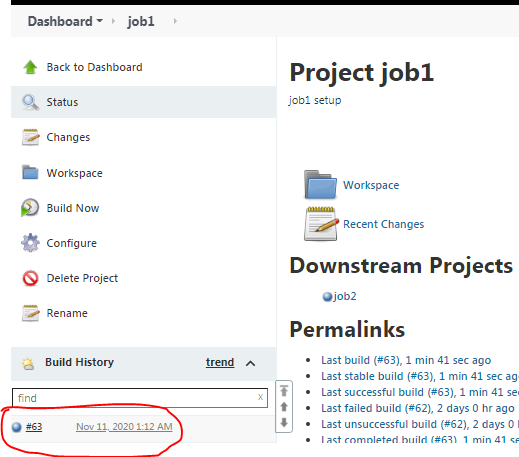 Dashboard job1
Back to Dashboard
Status
Changes
Workspace
Build Now
Configure
Delete Project
Rename
Build History trend
find x
#63 Nov 11, 2020 1:12 AM
Project job1
job1 setup
Workspace
Recent Changes
Downstream Projects
job2
Permalinks
Last build (#63), 1 min 41 sec ago
Last stable build (#63), 1 min 41 sec ag
Last successful build (#63), 1 min 41 se
Last failed build (#62), 2 days 0 hr ago
Last unsuccessful build (#62), 2 days 0
Last completed build (#63), 1 min 41 se